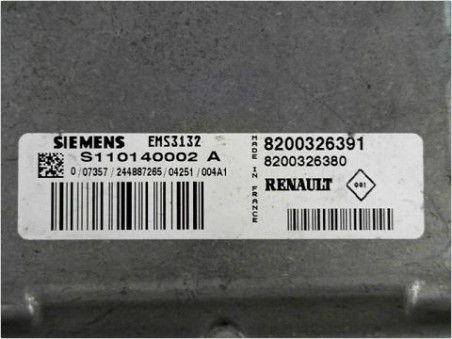 SIEMENS EMS3132
S110140002 A
0/07357/244887265/04251/004A1
MADE IN FRANCE
8200326391
8200326380
RENAULT
001